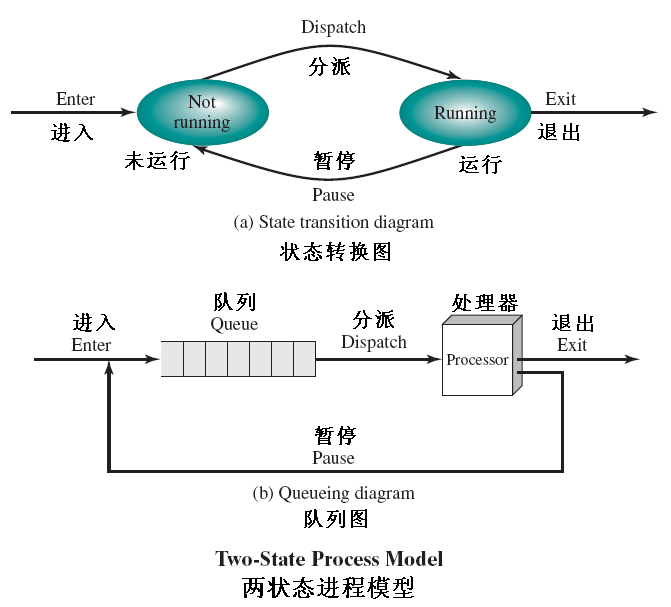 Dispatch
分派
Enter
进入
Not
running
未运行
Running
运行
Exit
退出
暂停
Pause
(a) State transition diagram
状态转换图
队列
Queue
进入
Enter
分派
Dispatch
处理器
Processor
退出
Exit
暂停
Pause
(b) Queueing diagram
队列图
Two-State Process Model
两状态进程模型